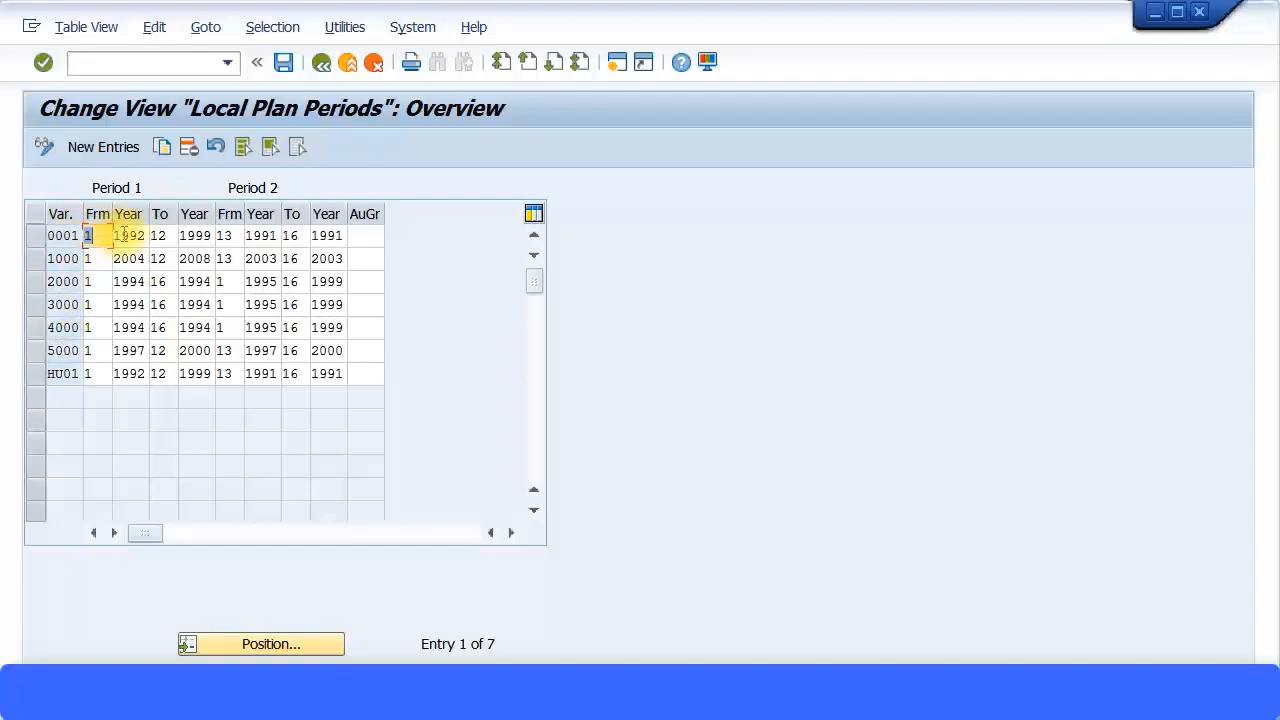 Table View Edit Goto Selection Utilities System Help
Change View "Local Plan Periods": Overview
New Entries
Period 1 Period 2
Var. Frm Year To Year Frm Year To Year AuGr
0001 1 1992 12 1999 13 1991 16 1991
1000 1 2004 12 2008 13 2003 16 2003
2000 1 1994 16 1994 1 1995 16 1999
3000 1 1994 16 1994 1 1995 16 1999
4000 1 1994 16 1994 1 1995 16 1999
5000 1 1997 12 2000 13 1997 16 2000
HU01 1 1992 12 1999 13 1991 16 1991
Position... Entry 1 of 7